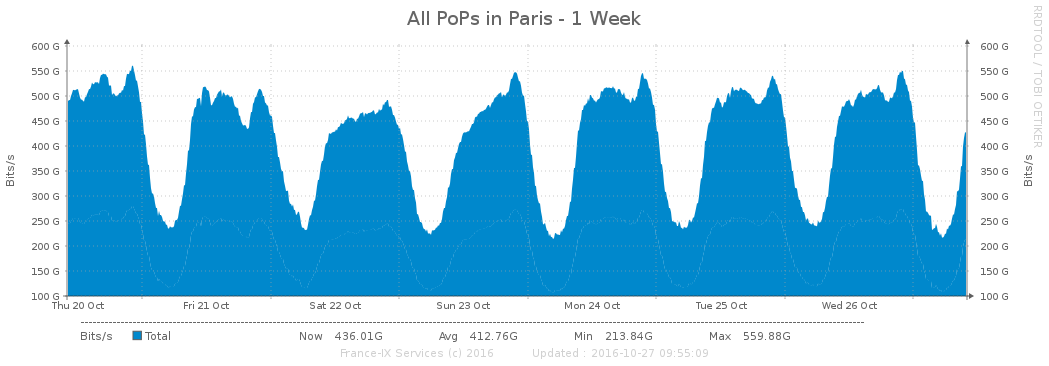 All PoPs in Paris - 1 Week
RRDTOOL / TOBI OETIKER
600 G 600 G
550 G 550 G
500 G 500 G
450 G 450 G
400 G 400 G
350 G 350 G
300 G 300 G
250 G 250 G
200 G 200 G
150 G 150 G
100 G 100 G
Bits/s
Bits/s
Thu 20 Oct Fri 21 Oct Sat 22 Oct Sun 23 Oct Mon 24 Oct Tue 25 Oct Wed 26 Oct
Bits/s Total Now 436.01G Avg 412.76G Min 213.84G Max 559.88G
France-IX Services (c) 2016 Updated : 2016-10-27 09:55:09